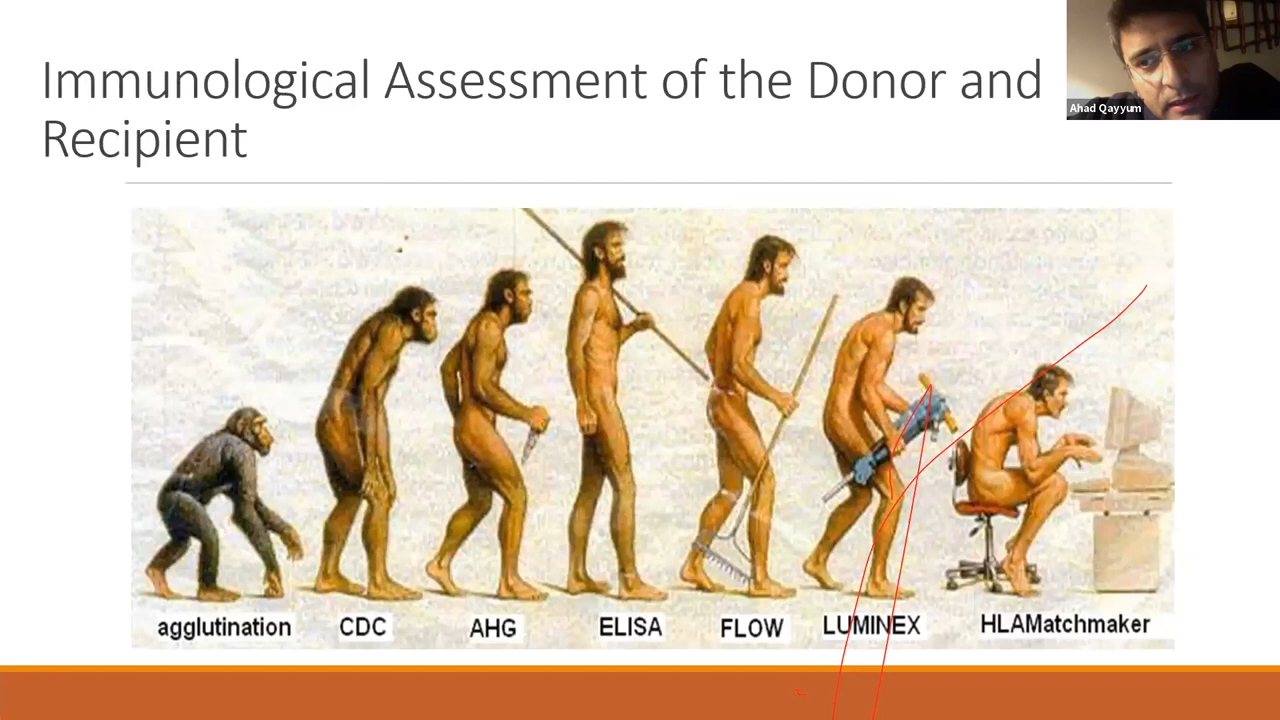 Immunological Assessment of the Donor and
Recipient
Ahad Qayyum
agglutination CDC AHG ELISA FLOW LUMINEX HLAMatchmaker